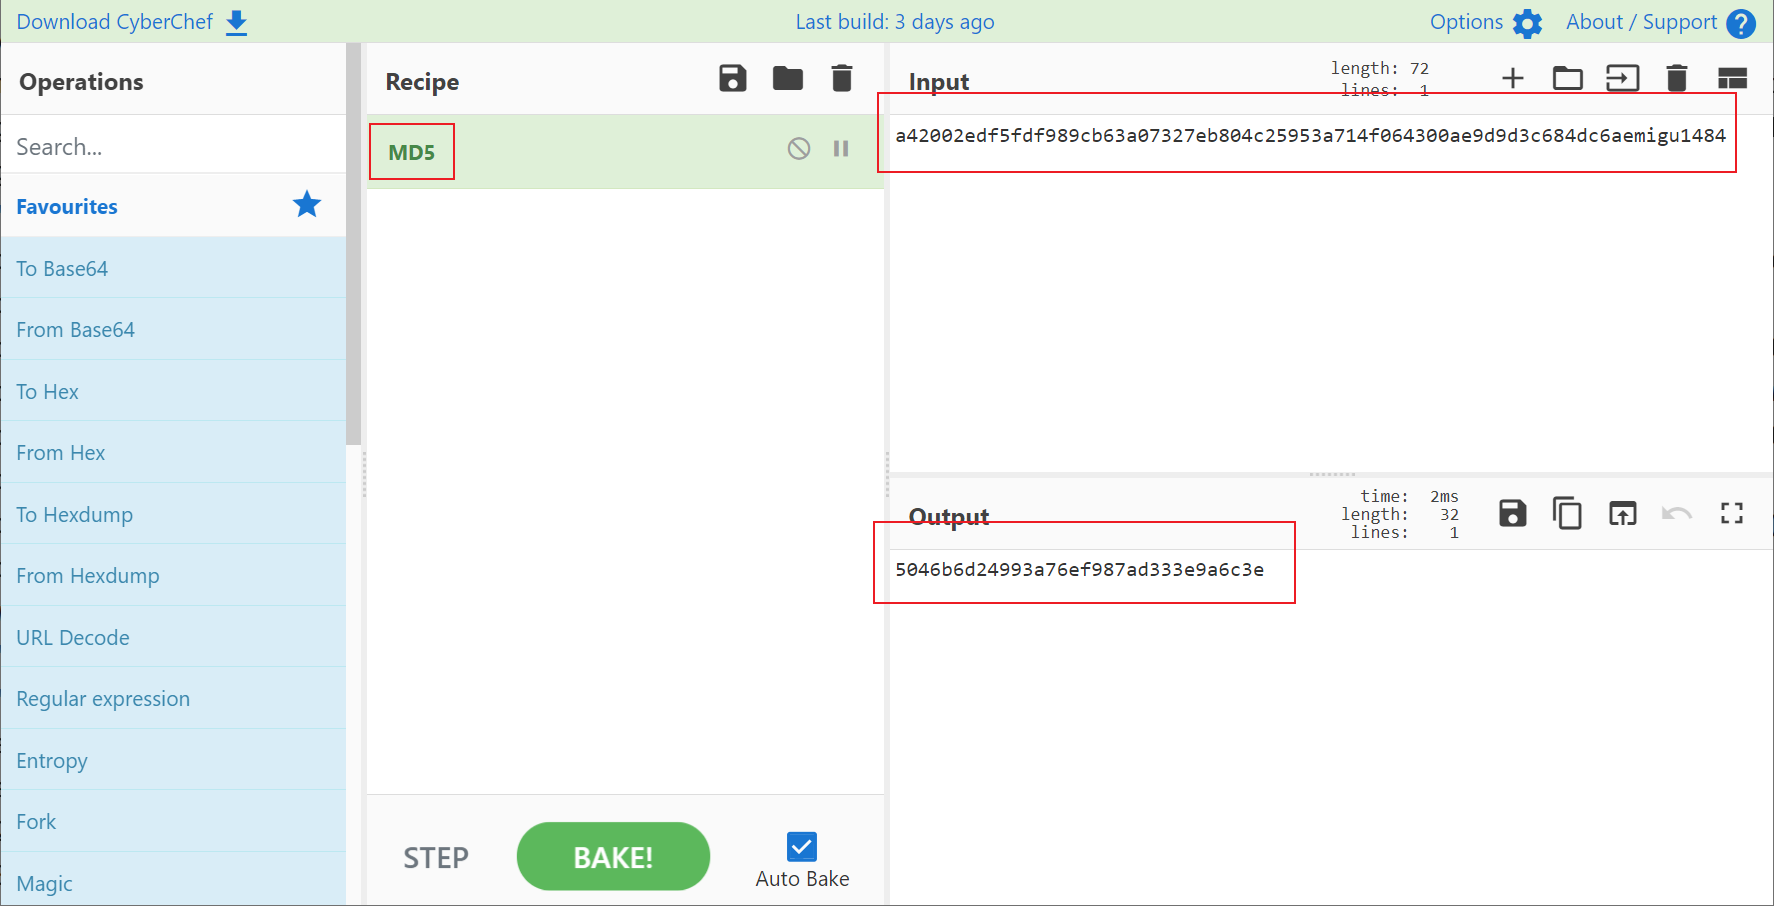 Download CyberChef
Last build: 3 days ago
Options
About / Support
Operations
Search...
Favourites
To Base64
From Base64
To Hex
From Hex
To Hexdump
From Hexdump
URL Decode
Regular expression
Entropy
Fork
Magic
Recipe
MD5
STEP
BAKE!
Auto Bake
Input
length: 72
lines: 1
a42002edf5fdf989cb63a07327eb804c25953a714f064300ae9d9d3c684dc6aemigu1484
Output
time: 2ms
length: 32
lines: 1
5046b6d24993a76ef987ad333e9a6c3e